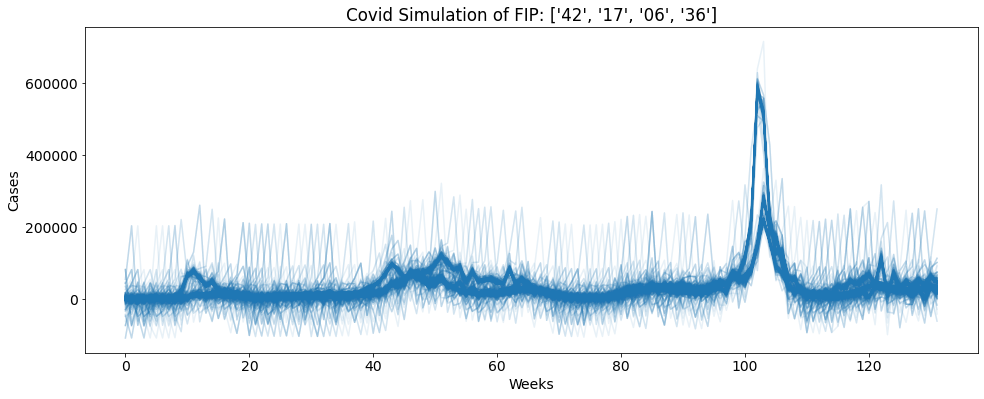 Covid Simulation of FIP: ['42', '17', '06', '36']
Cases
600000
400000
200000
0
0 20 40 60 80 100 120
Weeks